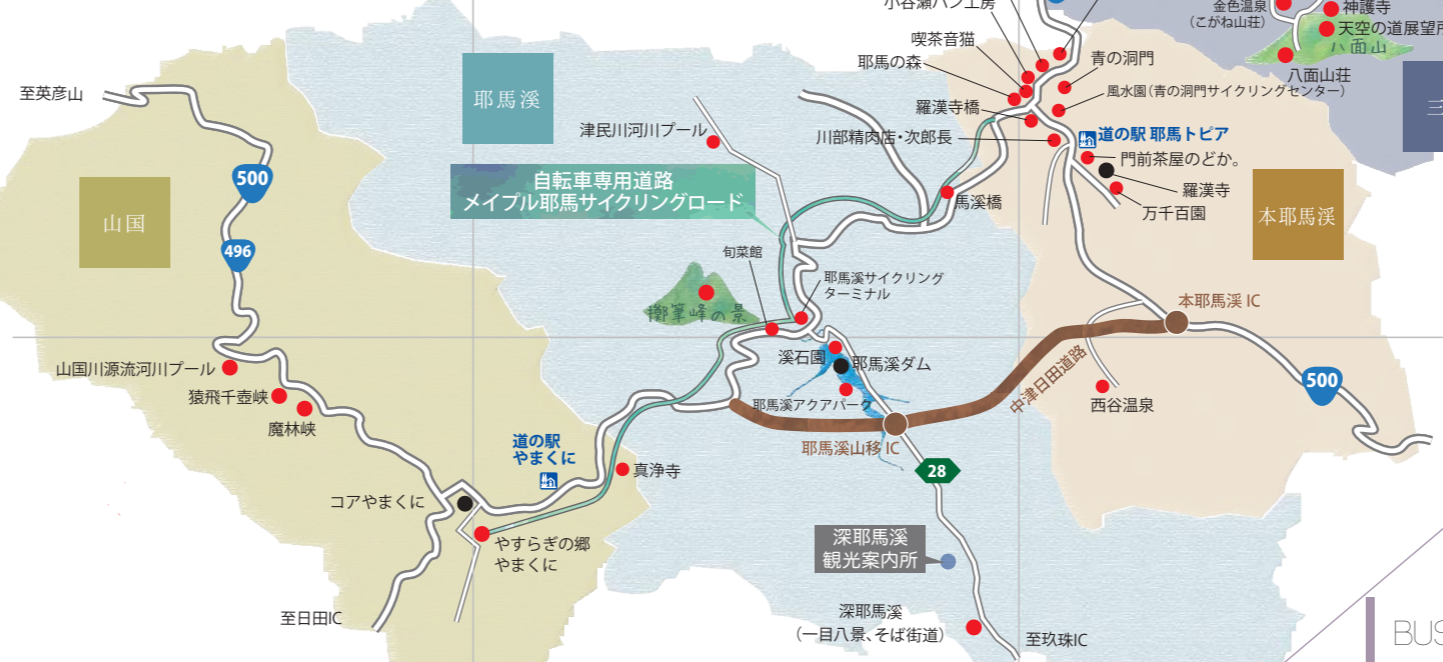 小谷瀬パン工房
金色温泉
(こがね山荘)
神護寺
天空の道展望所
八面山
八面山荘
三
喫茶音猫
耶馬の森
青の洞門
風水園(青の洞門サイクリングセンター)
羅漢寺橋
川部精肉店・次郎長
道の駅 耶馬トピア
門前茶屋のどか。
羅漢寺
万千百園
本耶馬渓
至英彦山
耶馬渓
津民川河川プール
500
自転車専用道路
メイプル耶馬サイクリングロード
山国
馬渓橋
496
旬菜館
耶馬渓サイクリング
ターミナル
擲筆峰の景
本耶馬渓 IC
渓石園
耶馬渓ダム
山国川源流河川プール
中津日田道路
500
猿飛千壺峡
耶馬渓アクアパーク
西谷温泉
魔林峡
道の駅
やまくに
耶馬渓山移 IC
28
真浄寺
コアやまくに
やすらぎの郷
やまくに
深耶馬渓
観光案内所
至日田IC
深耶馬渓
(一目八景、そば街道)
至玖珠IC
BUS